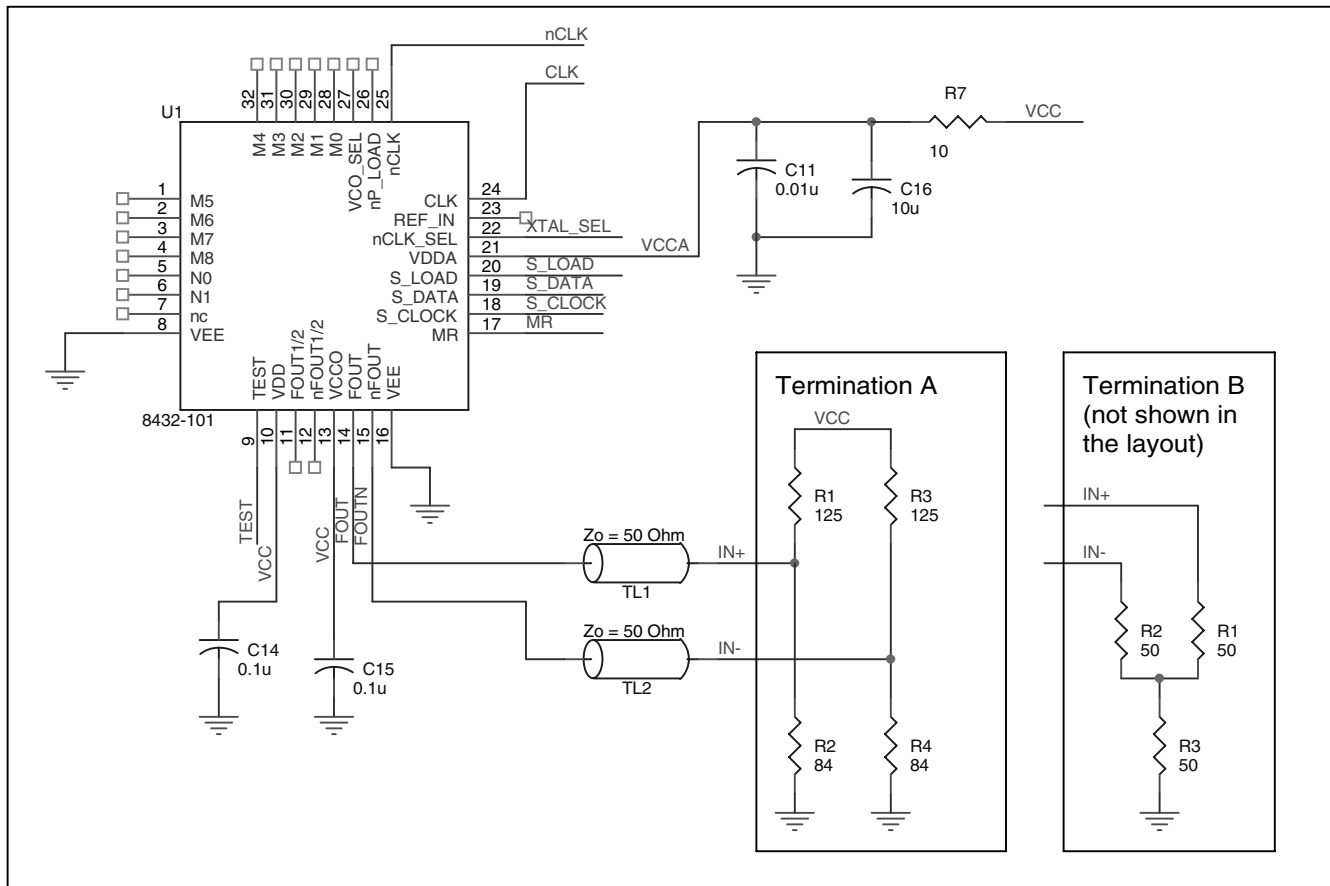 nCLK
CLK
U1
32
31
30
29
28
27
26
25
M4
M3
M2
M1
M0
VCO_SEL
nP_LOAD
nCLK
1
2
3
4
5
6
7
8
M5
M6
M7
M8
N0
N1
nc
VEE
CLK
REF_IN
nCLK_SEL
VDDA
S_LOAD
S_DATA
S_CLOCK
MR
24
23
22
21
20
19
18
17
XTAL_SEL
VCCA
S_LOAD
S_DATA
S_CLOCK
MR
TEST
VDD
FOUT1/2
nFOUT1/2
VCCO
FOUT
nFOUT
VEE
8432-101
9
10
11
12
13
14
15
16
TEST
VCC
VCC
FOUT
FOUTN
C14
0.1u
C15
0.1u
R7
10
VCC
C11
0.01u
C16
10u
Zo = 50 Ohm
TL1
IN+
Zo = 50 Ohm
TL2
IN-
Termination A
VCC
R1
125
R3
125
R2
84
R4
84
Termination B
(not shown in
the layout)
IN+
IN-
R2
50
R1
50
R3
50